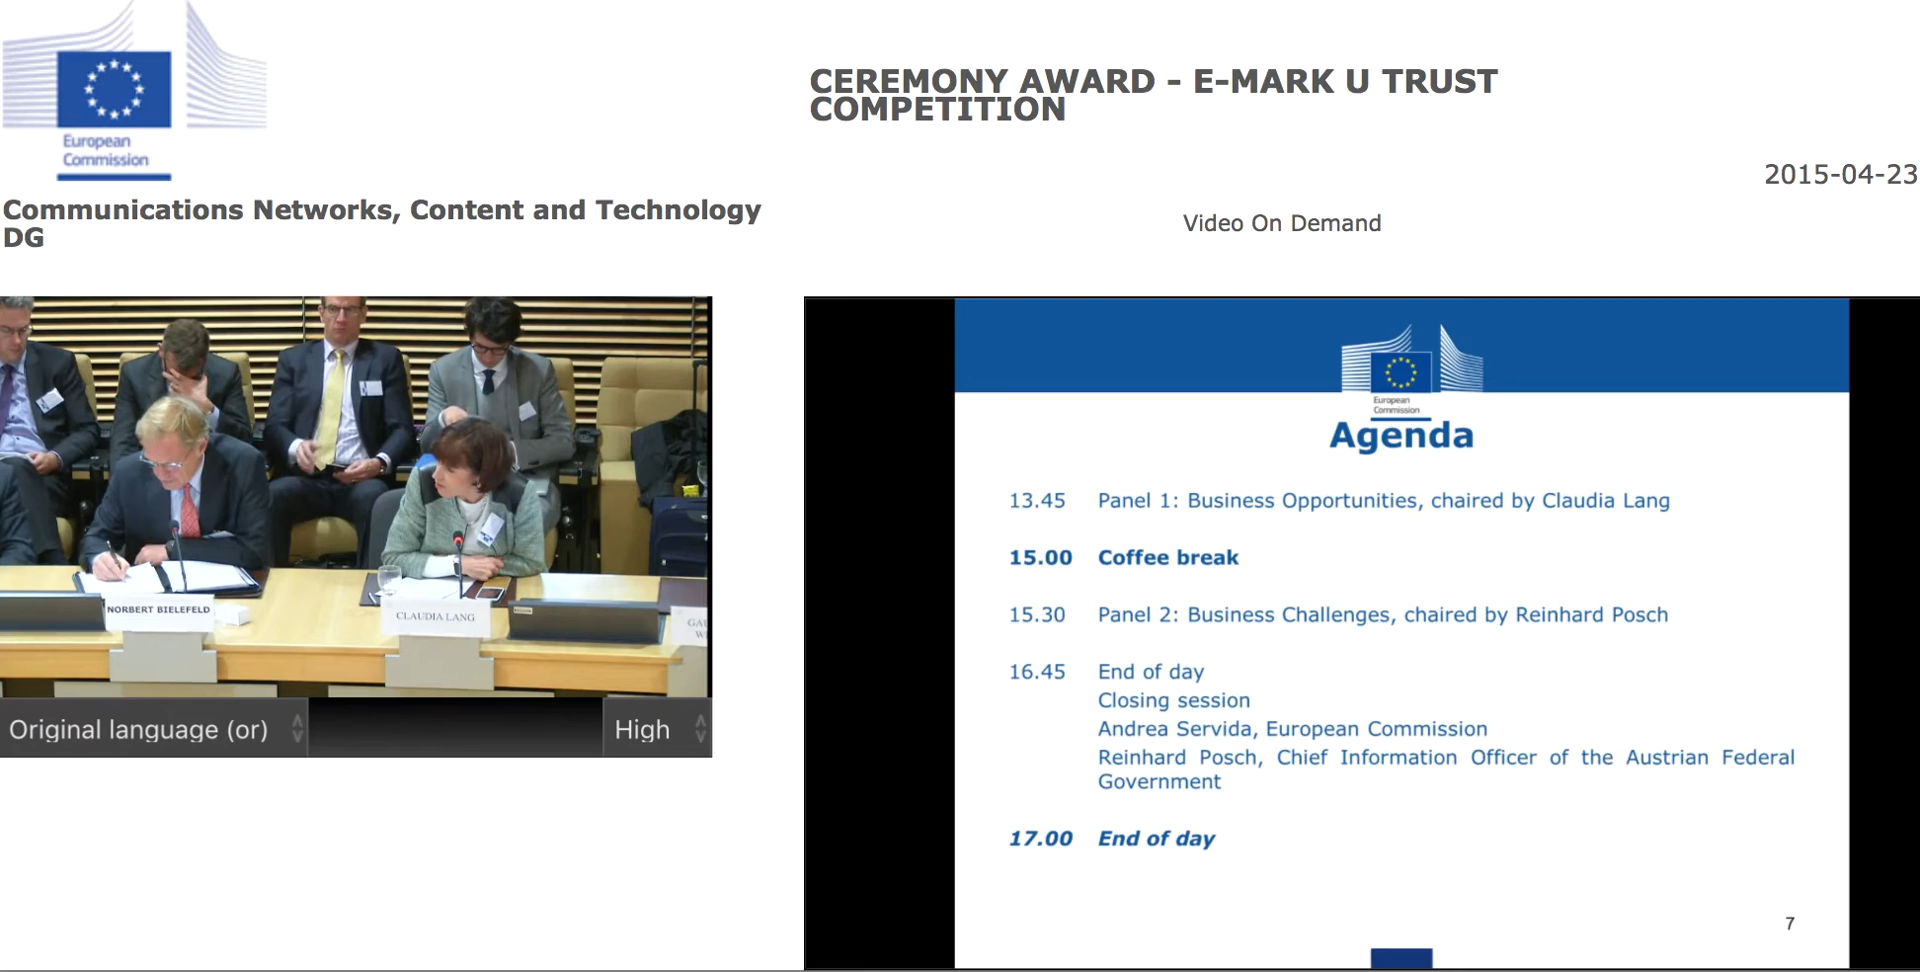 European
Commission
CEREMONY AWARD - E-MARK U TRUST
COMPETITION
2015-04-23
Communications Networks, Content and Technology
DG
Video On Demand
NORBERT BIELEFELD
CLAUDIA LANG
Original language (or)
High
European
Commission
Agenda
13.45 Panel 1: Business Opportunities, chaired by Claudia Lang
15.00 Coffee break
15.30 Panel 2: Business Challenges, chaired by Reinhard Posch
16.45 End of day
Closing session
Andrea Servida, European Commission
Reinhard Posch, Chief Information Officer of the Austrian Federal
Government
17.00 End of day
7